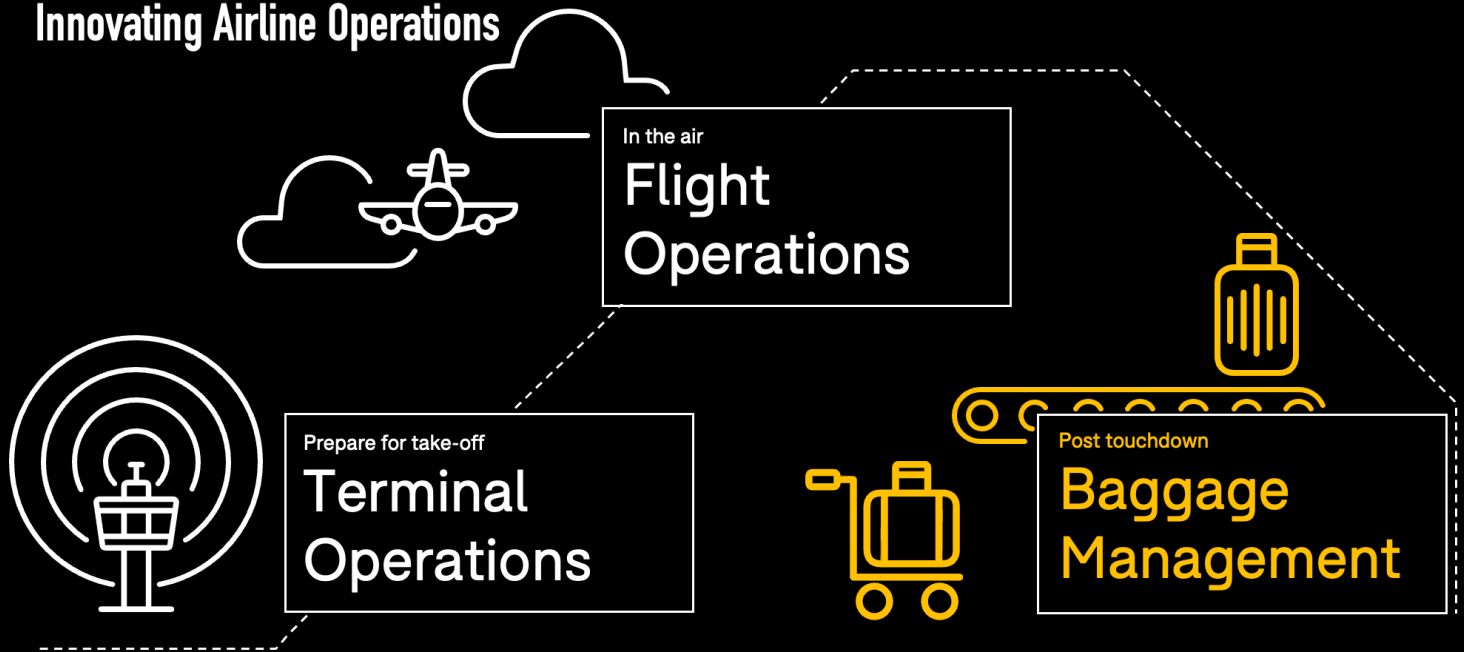 Innovating Airline Operations
In the air
Flight
Operations
Prepare for take-off
Terminal
Operations
Post touchdown
Baggage
Management